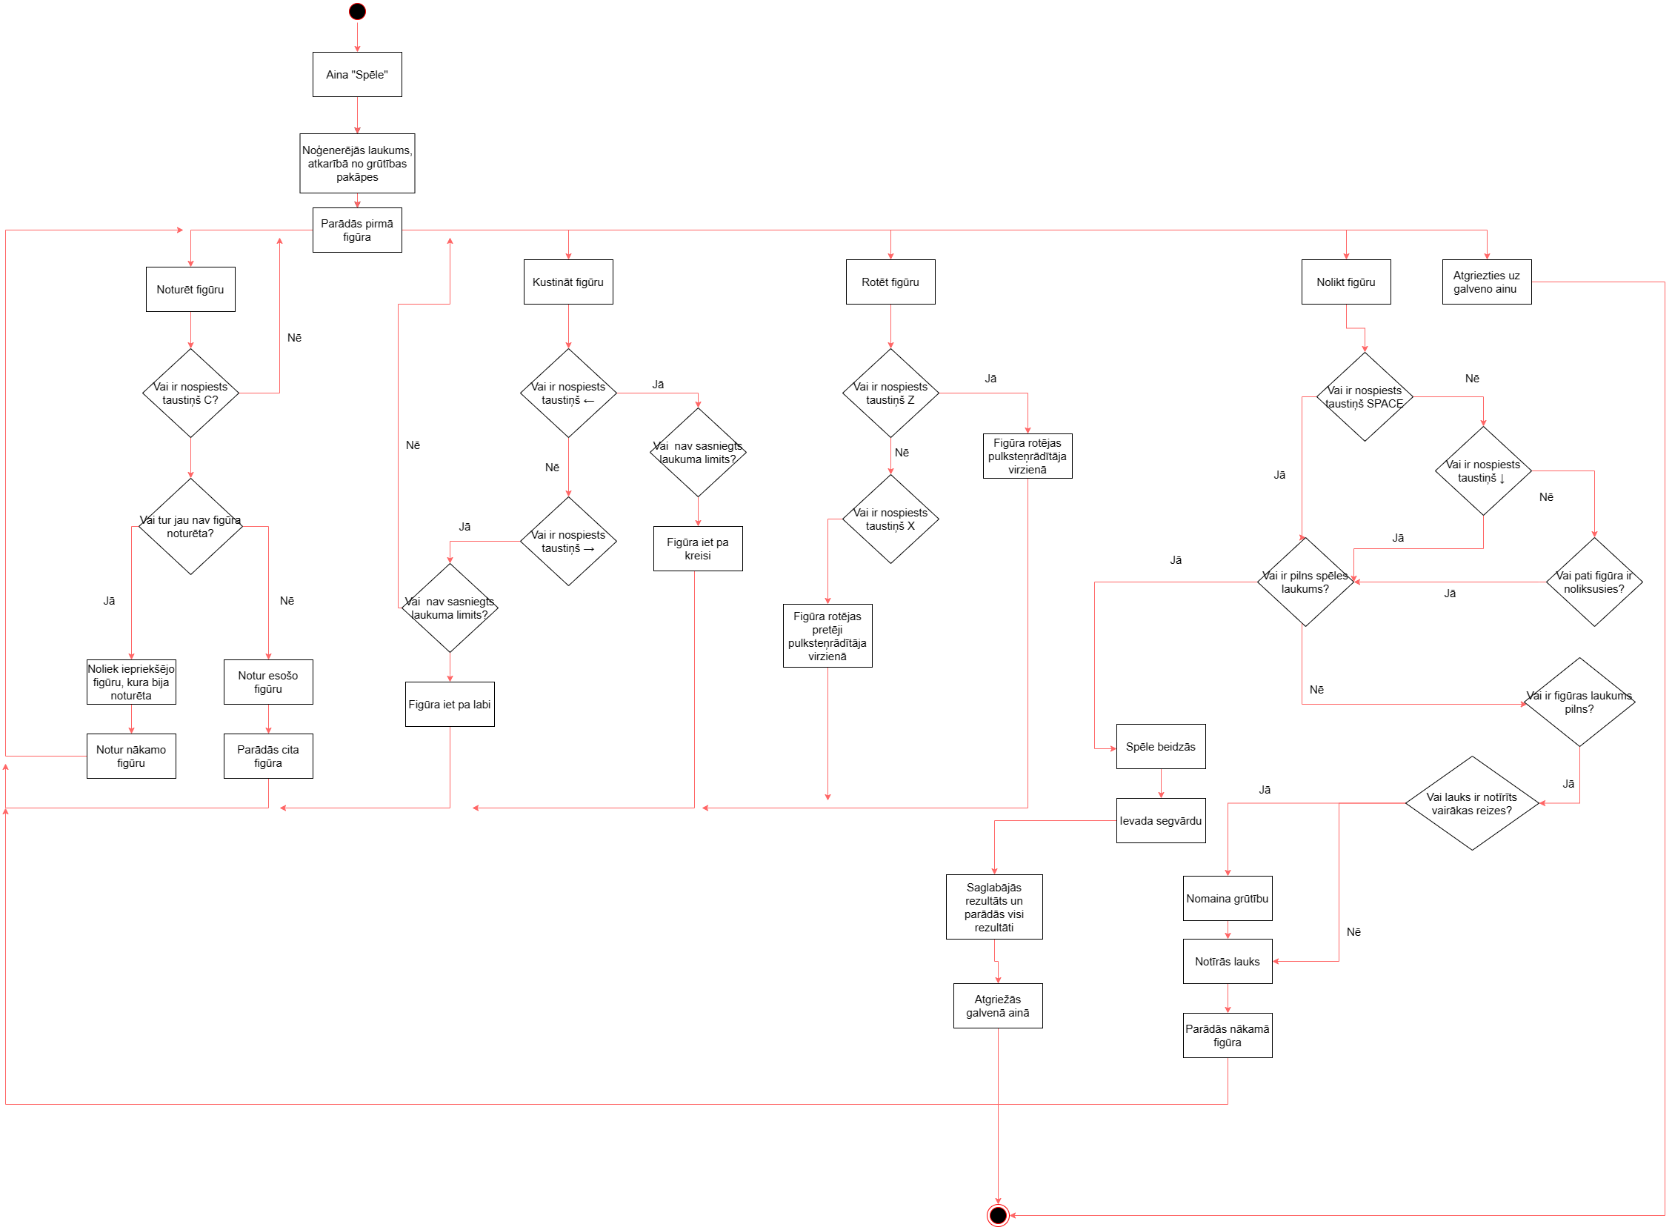 Aina "Spēle"
Noģenerējās laukums,
atkarībā no grūtības
pakāpes
Parādās pirmā
figūra
Noturēt figūru
Kustināt figūru
Rotēt figūru
Nolikt figūru
Atgriezties uz
galveno ainu
Nē
Vai ir nospiests
taustiņš C?
Vai ir nospiests
taustiņš ←
Jā
Vai ir nospiests
taustiņš Z
Jā
Vai ir nospiests
taustiņš SPACE
Nē
Nē
Vai nav sasniegts
laukuma limits?
Nē
Figūra rotējas
pulksteņrādītāja
virzienā
Nē
Jā
Vai ir nospiests
taustiņš ↓
Nē
Vai tur jau nav figūra
noturēta?
Jā
Vai ir nospiests
taustiņš →
Figūra iet pa
kreisi
Vai ir nospiests
taustiņš X
Jā
Jā
Vai ir pilns spēles
laukums?
Jā
Vai pati figūra ir
noliksusies?
Jā
Nē
Vai nav sasniegts
laukuma limits?
Figūra rotējas
pretēji
pulksteņrādītāja
virzienā
Noliek iepriekšējo
figūru, kura bija
noturēta
Notur esošo
figūru
Figūra iet pa labi
Nē
Vai ir figūras laukums
pilns?
Notur nākamo
figūru
Parādās cita
figūra
Spēle beidzās
Jā
Vai lauks ir notīrīts
vairākas reizes?
Jā
Ievada segvārdu
Saglabājās
rezultāts un
parādās visi
rezultāti
Nomaina grūtību
Nē
Notīrās lauks
Atgriežās
galvenā ainā
Parādās nākamā
figūra